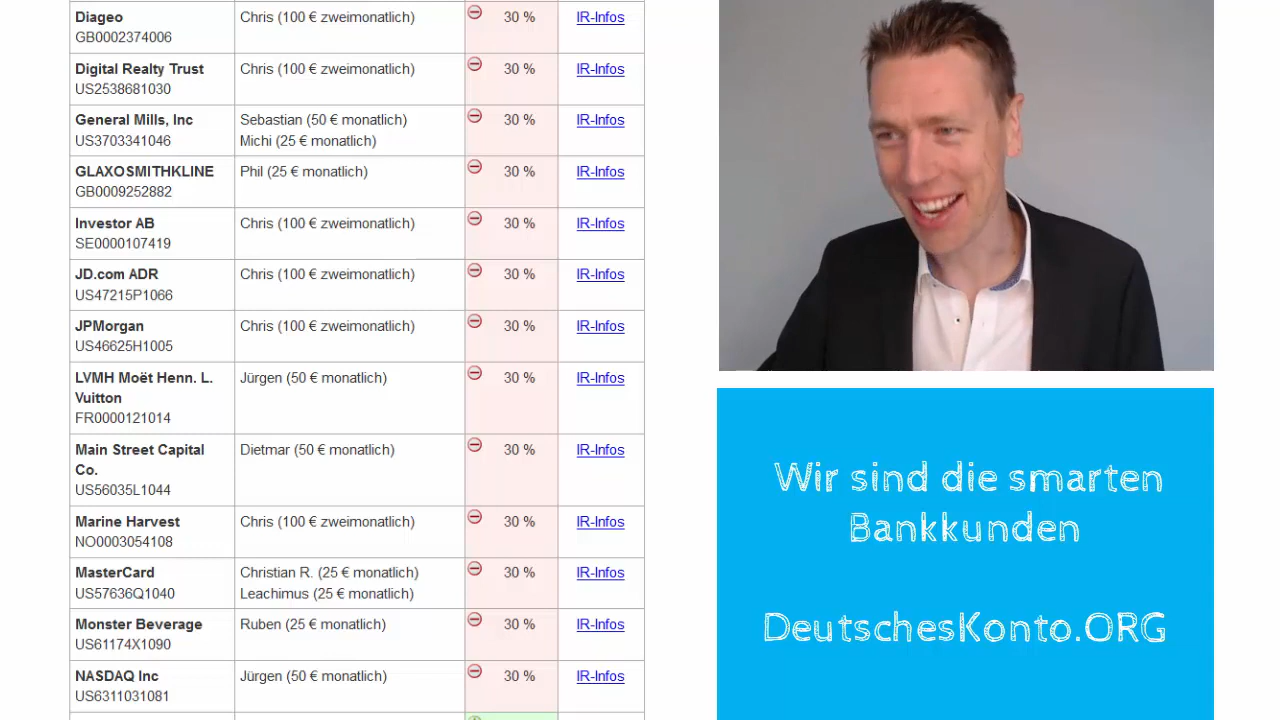 Diageo
GB0002374006
Chris (100 € zweimonatlich)
30 %
IR-Infos
Digital Realty Trust
US2538681030
Chris (100 € zweimonatlich)
30 %
IR-Infos
General Mills, Inc
US3703341046
Sebastian (50 € monatlich)
Michi (25 € monatlich)
30 %
IR-Infos
GLAXOSMITHKLINE
GB0009252882
Phil (25 € monatlich)
30 %
IR-Infos
Investor AB
SE0000107419
Chris (100 € zweimonatlich)
30 %
IR-Infos
JD.com ADR
US47215P1066
Chris (100 € zweimonatlich)
30 %
IR-Infos
JPMorgan
US46625H1005
Chris (100 € zweimonatlich)
30 %
IR-Infos
LVMH Moët Henn. L.
Vuitton
FR0000121014
Jürgen (50 € monatlich)
30 %
IR-Infos
Main Street Capital
Co.
US56035L1044
Dietmar (50 € monatlich)
30 %
IR-Infos
Marine Harvest
NO0003054108
Chris (100 € zweimonatlich)
30 %
IR-Infos
MasterCard
US57636Q1040
Christian R. (25 € monatlich)
Leachimus (25 € monatlich)
30 %
IR-Infos
Monster Beverage
US61174X1090
Ruben (25 € monatlich)
30 %
IR-Infos
NASDAQ Inc
US6311031081
Jürgen (50 € monatlich)
30 %
IR-Infos
Wir sind die smarten
Bankkunden
DeutschesKonto.ORG